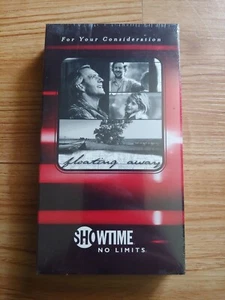 For Your Consideration
floating away
SHOWTIME
NO LIMITS